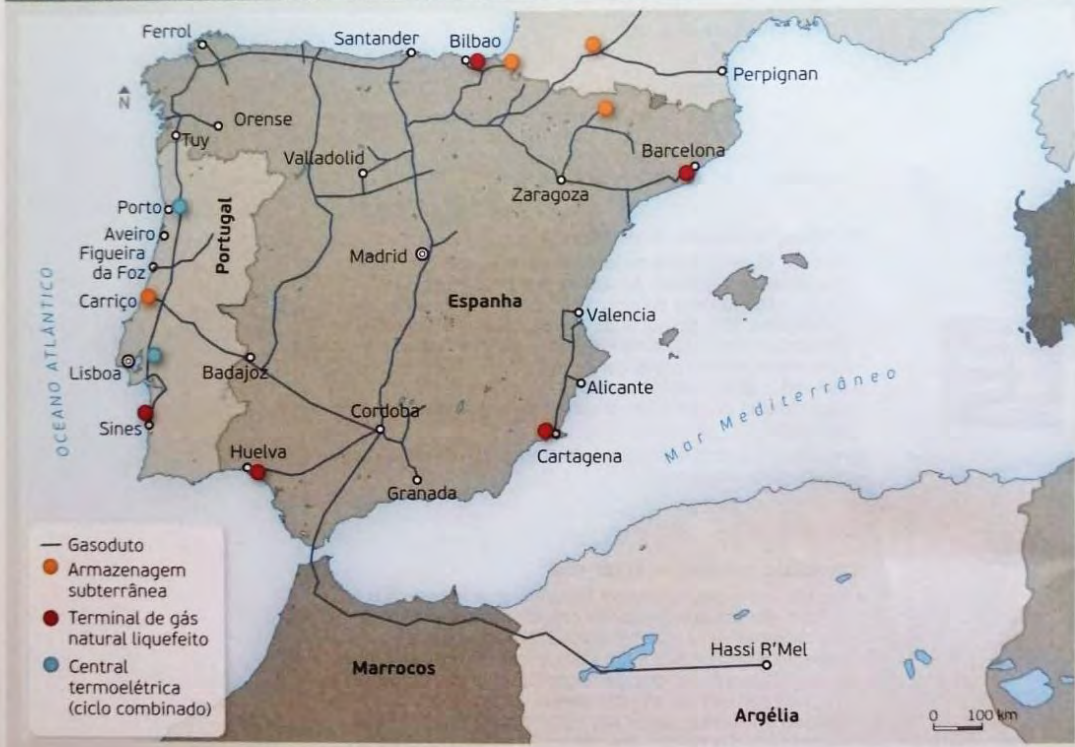 Ferrol
Santander
Bilbao
Perpignan
N
Orense
Tuy
Valladolid
Barcelona
Zaragoza
Porto
Aveiro
Figueira
da Foz
Portugal
Madrid
Espanha
Carriço
Valencia
OCEANO ATLÂNTICO
Lisboa
Badajoz
Alicante
Mar Mediterrâneo
Cordoba
Sines
Huelva
Cartagena
Granada
Gasoduto
Armazenagem
subterrânea
Terminal de gás
natural liquefeito
Central
termoelétrica
(ciclo combinado)
Marrocos
Hassi R'Mel
Argélia
0 100 km